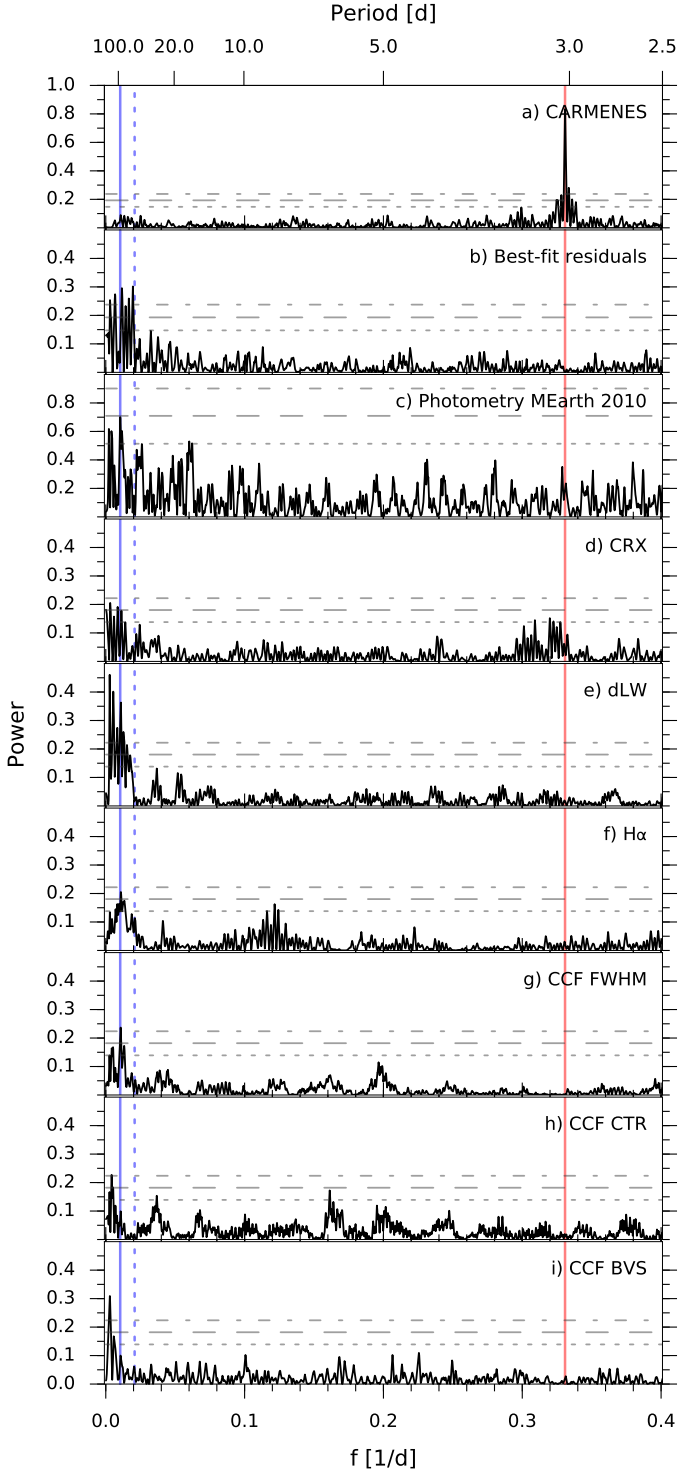 Period [d]
100.0 20.0 10.0 5.0 3.0 2.5
1.0
a) CARMENES
0.8
0.6
0.4
0.2
b) Best-fit residuals
0.4
0.3
0.2
0.1
c) Photometry MEarth 2010
0.8
0.6
0.4
0.2
d) CRX
0.4
0.3
0.2
0.1
e) dLW
0.4
0.3
0.2
0.1
Power
f) Hα
0.4
0.3
0.2
0.1
g) CCF FWHM
0.4
0.3
0.2
0.1
h) CCF CTR
0.4
0.3
0.2
0.1
i) CCF BVS
0.4
0.3
0.2
0.1
0.0
0.0 0.1 0.2 0.3 0.4
f [1/d]